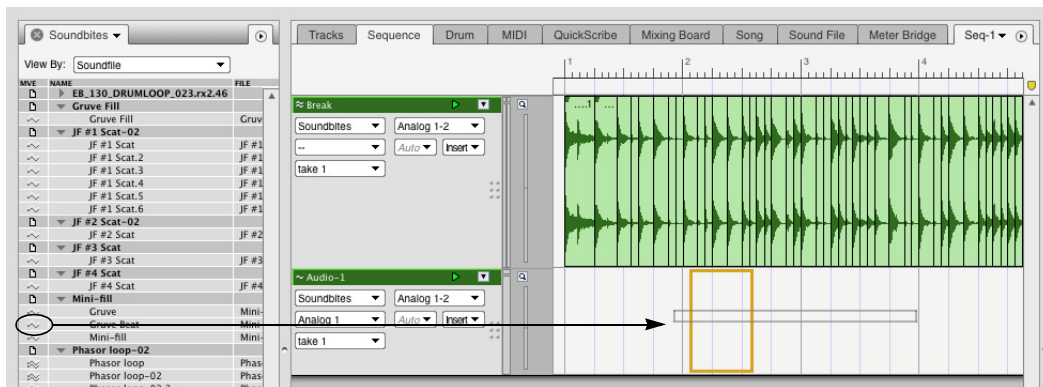 Soundbites
View By: Soundfile
MVE NAME FILE
EB_130_DRUMLOOP_023.rx2.46
Gruve Fill
Gruve Fill Gruv
JF #1 Scat-02
JF #1 Scat JF #1
JF #1 Scat.2 JF #1
JF #1 Scat.3 JF #1
JF #1 Scat.4 JF #1
JF #1 Scat.5 JF #1
JF #1 Scat.6 JF #1
JF #2 Scat-02
JF #2 Scat JF #2
JF #3 Scat
JF #3 Scat JF #3
JF #4 Scat
JF #4 Scat JF #4
Mini-fill
Gruve Mini-
Gruve Beat Mini-
Mini-fill Mini-
Phasor loop-02
Phasor loop Phas
Phasor loop-02 Phas
Tracks Sequence Drum MIDI QuickScribe Mixing Board Song Sound File Meter Bridge Seq-1
1 2 3 4
Break
Soundbites Analog 1-2
-- Auto Insert
take 1
....1 ...
Audio-1
Soundbites Analog 1-2
Analog 1 Auto Insert
take 1